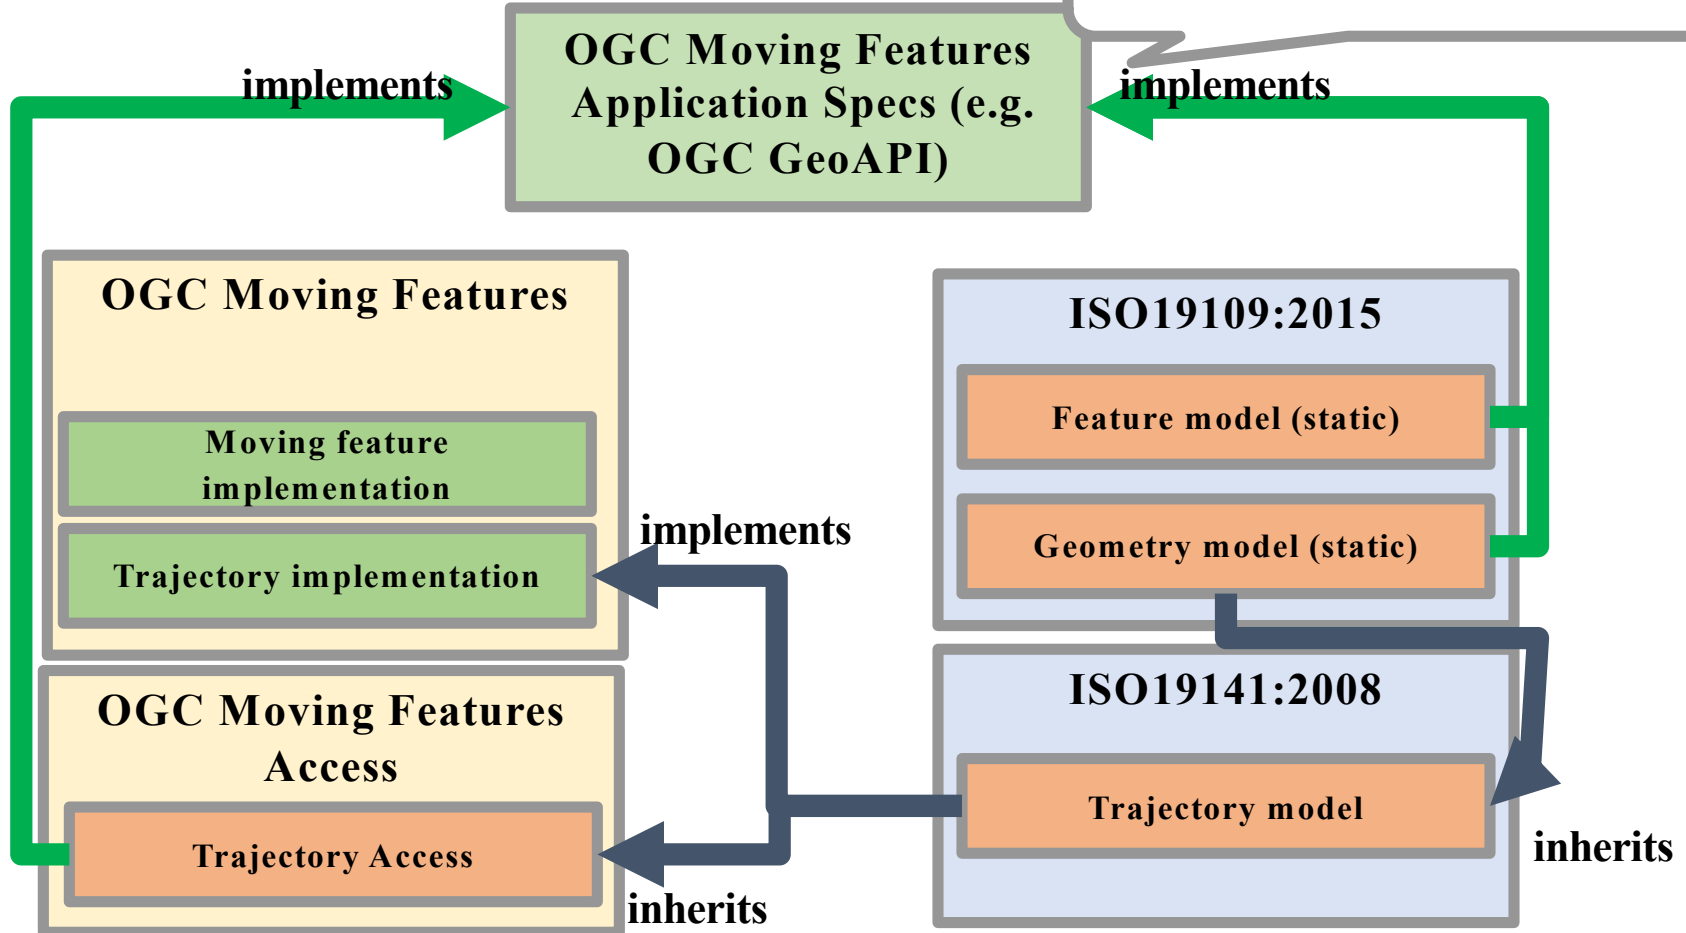 OGC Moving Features
Application Specs (e.g.
OGC GeoAPI)
implements
implements
OGC Moving Features
Moving feature
implementation
Trajectory implementation
implements
ISO19109:2015
Feature model (static)
Geometry model (static)
OGC Moving Features
Access
Trajectory Access
inherits
ISO19141:2008
Trajectory model
inherits